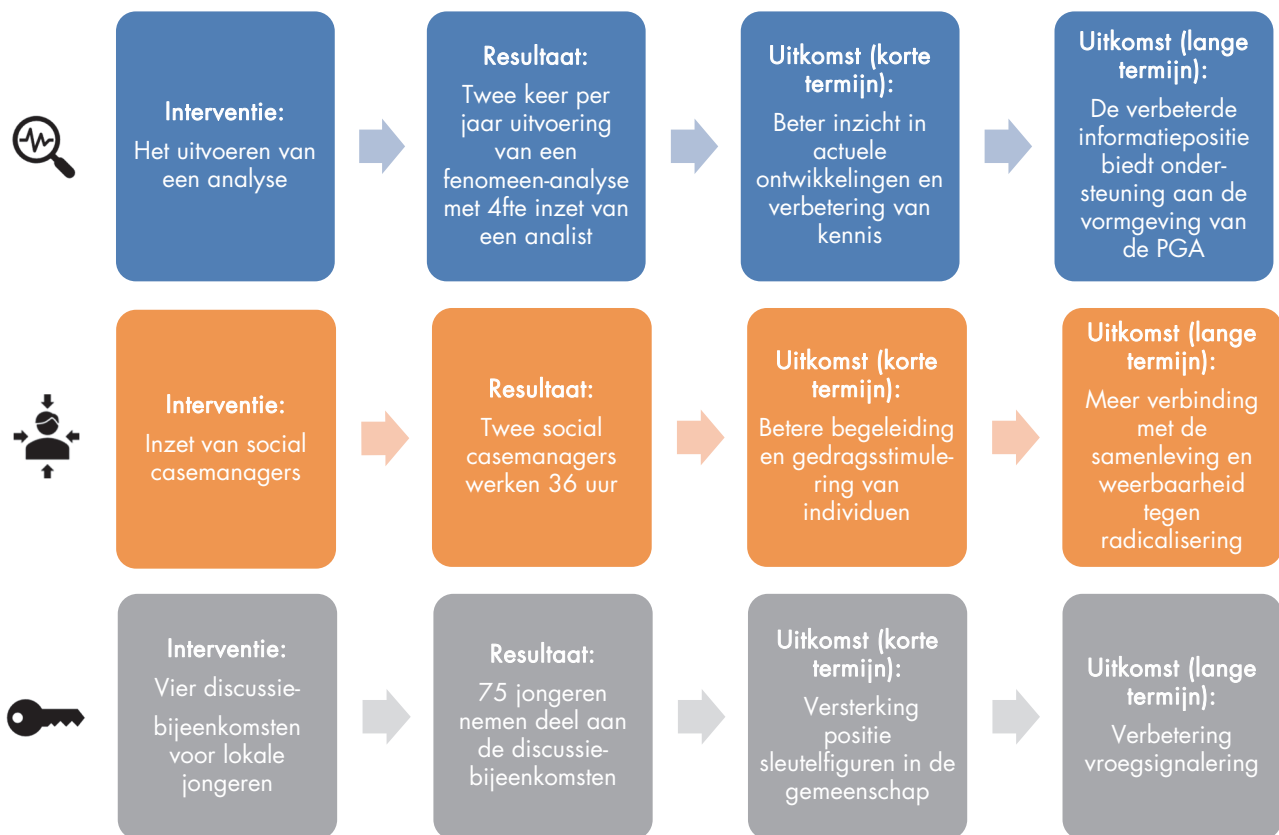 Interventie:
Het uitvoeren van
een analyse
Resultaat:
Twee keer per
jaar uitvoering
van een
fenomeen-analyse
met 4fte inzet van
een analist
Uitkomst (korte
termijn):
Beter inzicht in
actuele
ontwikkelingen en
verbetering van
kennis
Uitkomst (lange
termijn):
De verbeterde
informatiepositie
biedt onder-
steuning aan de
vormgeving van
de PGA
Interventie:
Inzet van social
casemanagers
Resultaat:
Twee social
casemanagers
werken 36 uur
Uitkomst (korte
termijn):
Betere begeleiding
en gedragsstimule-
ring van
individuen
Uitkomst (lange
termijn):
Meer verbinding
met de
samenleving en
weerbaarheid
tegen
radicalisering
Interventie:
Vier discussie-
bijeenkomsten
voor lokale
jongeren
Resultaat:
75 jongeren
nemen deel aan
de discussie-
bijeenkomsten
Uitkomst (korte
termijn):
Versterking
positie
sleutelfiguren in de
gemeenschap
Uitkomst (lange
termijn):
Verbetering
vroegsignalering